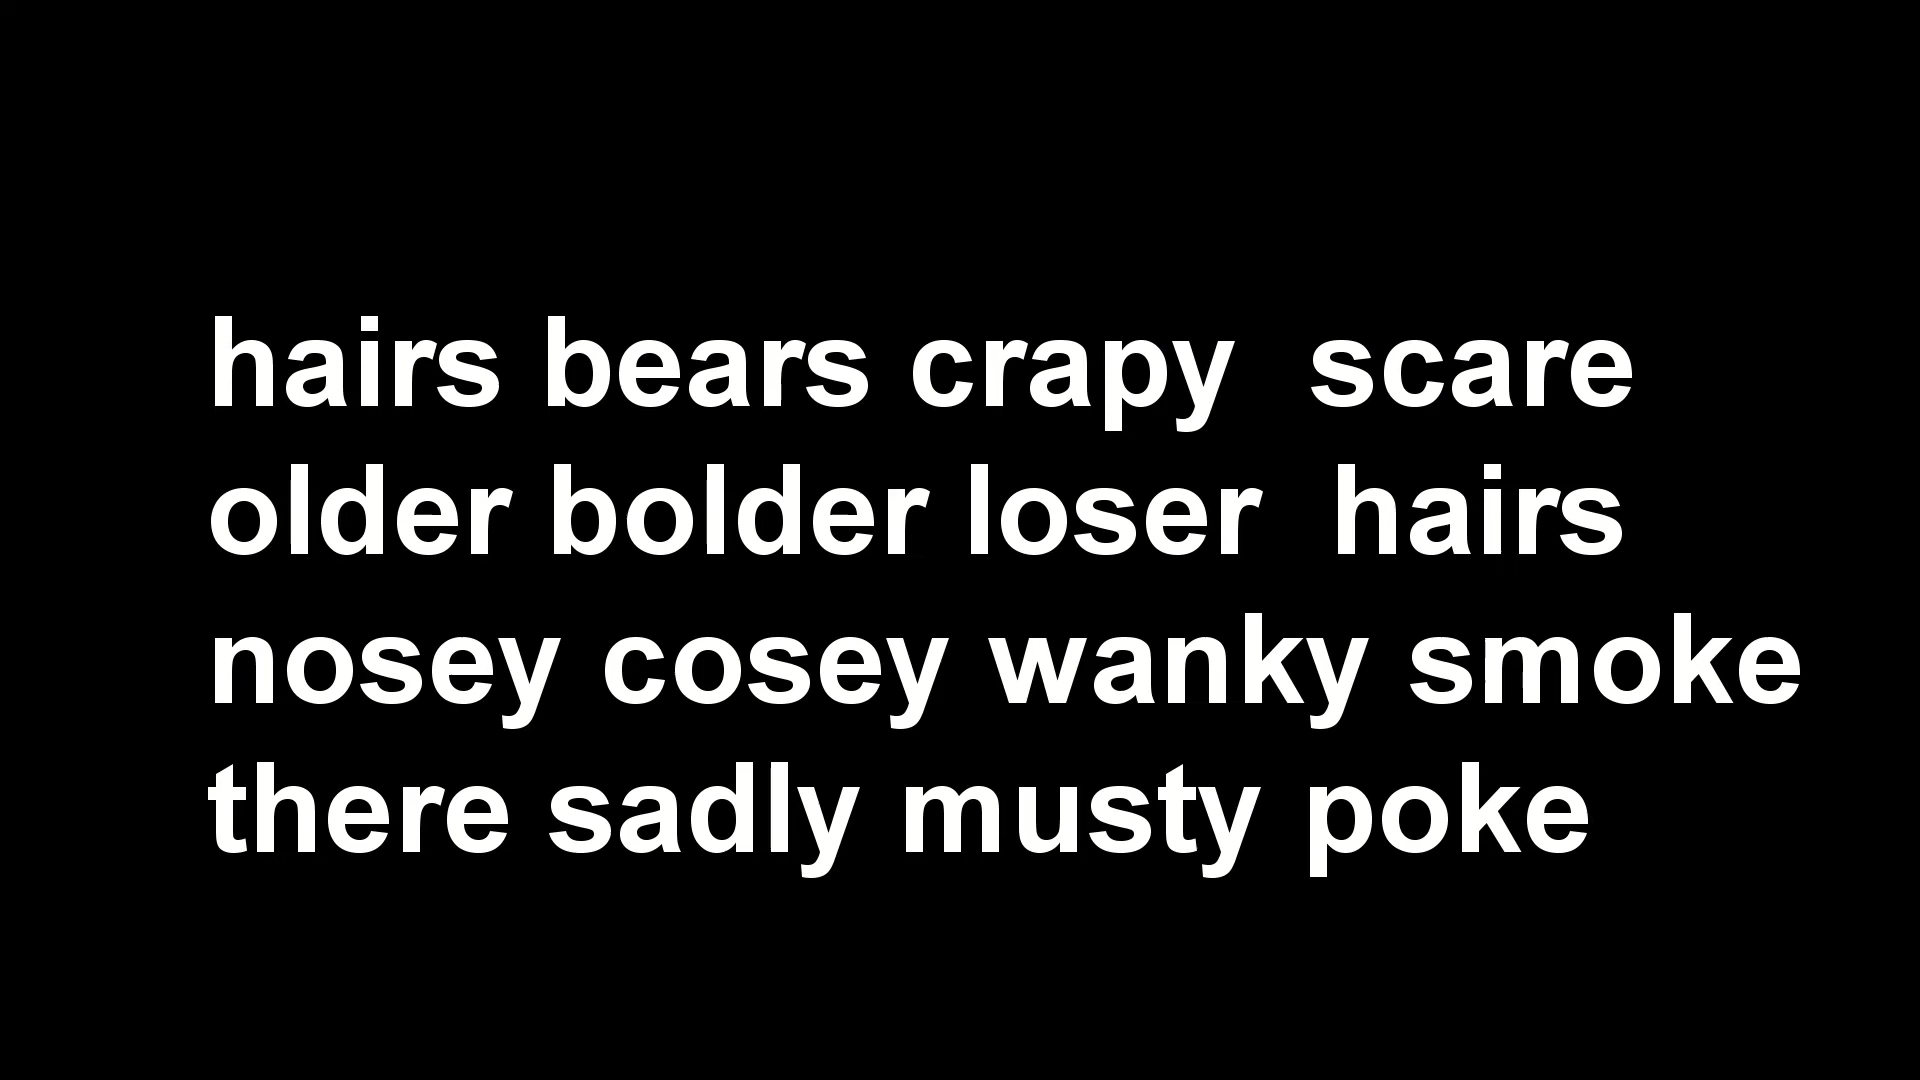 hairs bears crapy  scare
older bolder loser  hairs
nosey cosey wanky smoke
there sadly musty poke